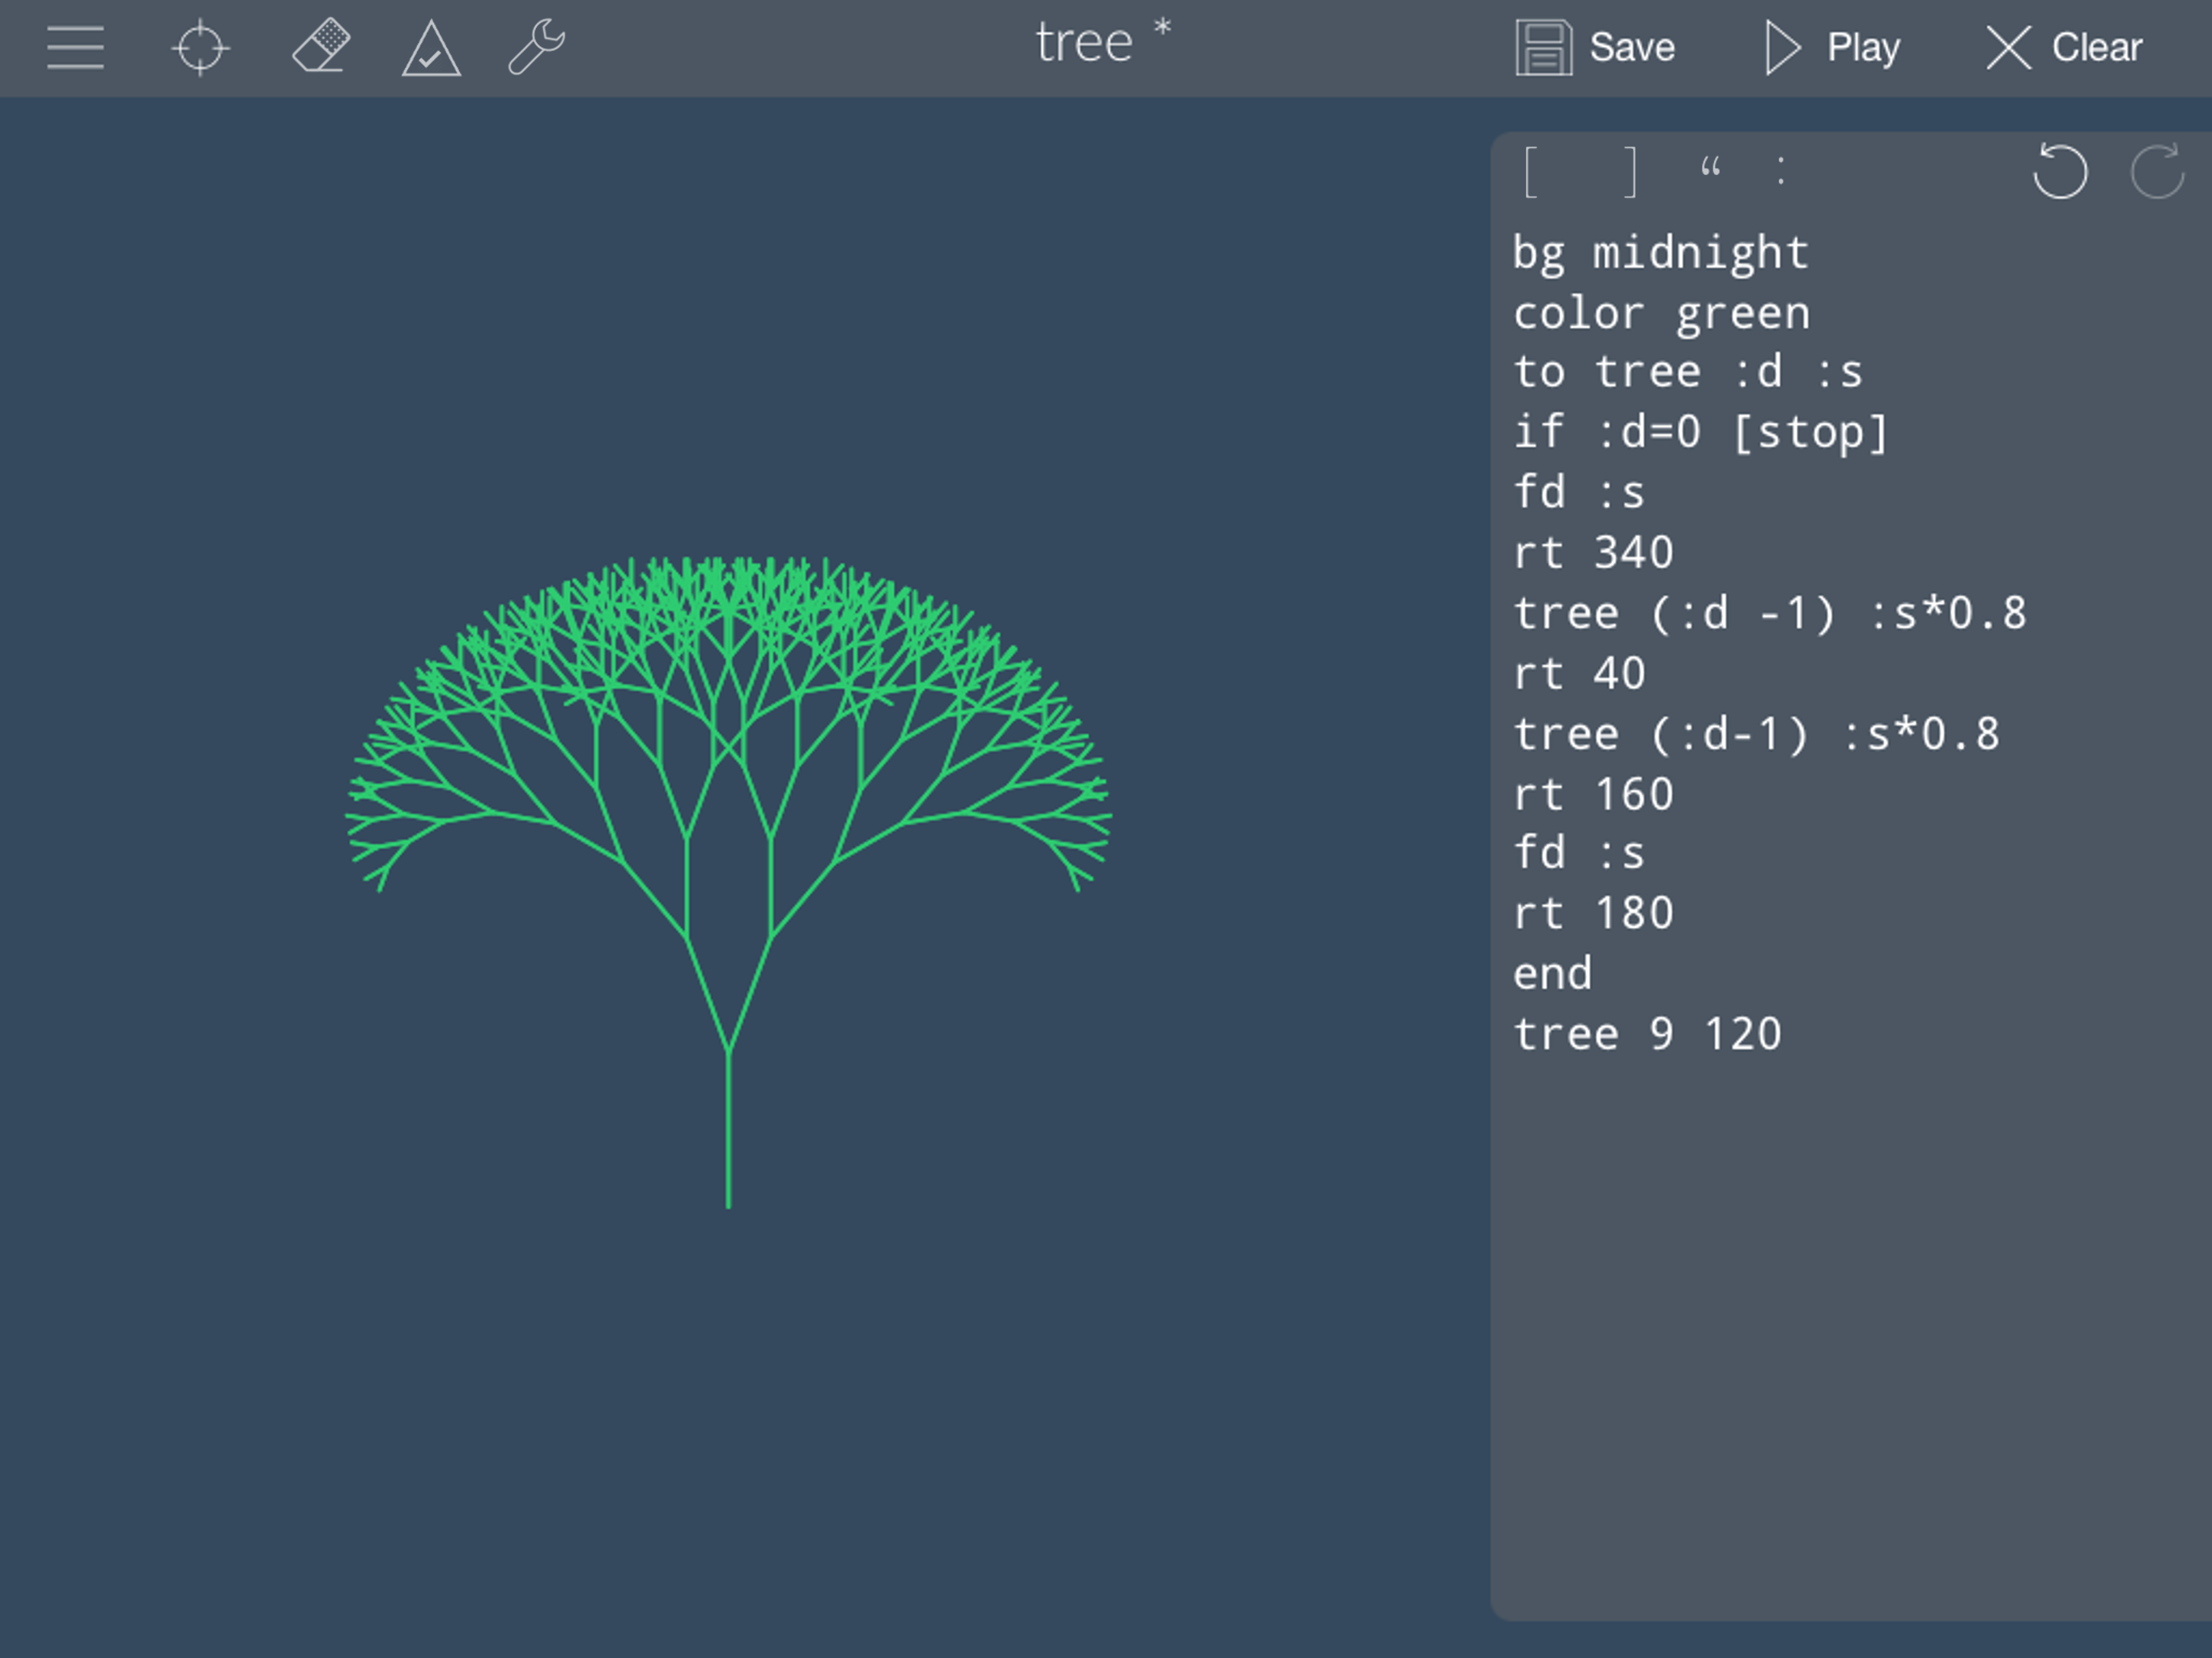 tree *
Save Play Clear
[ ] “ :
bg midnight
color green
to tree :d :s
if :d=0 [stop]
fd :s
rt 340
tree (:d -1) :s*0.8
rt 40
tree (:d-1) :s*0.8
rt 160
fd :s
rt 180
end
tree 9 120